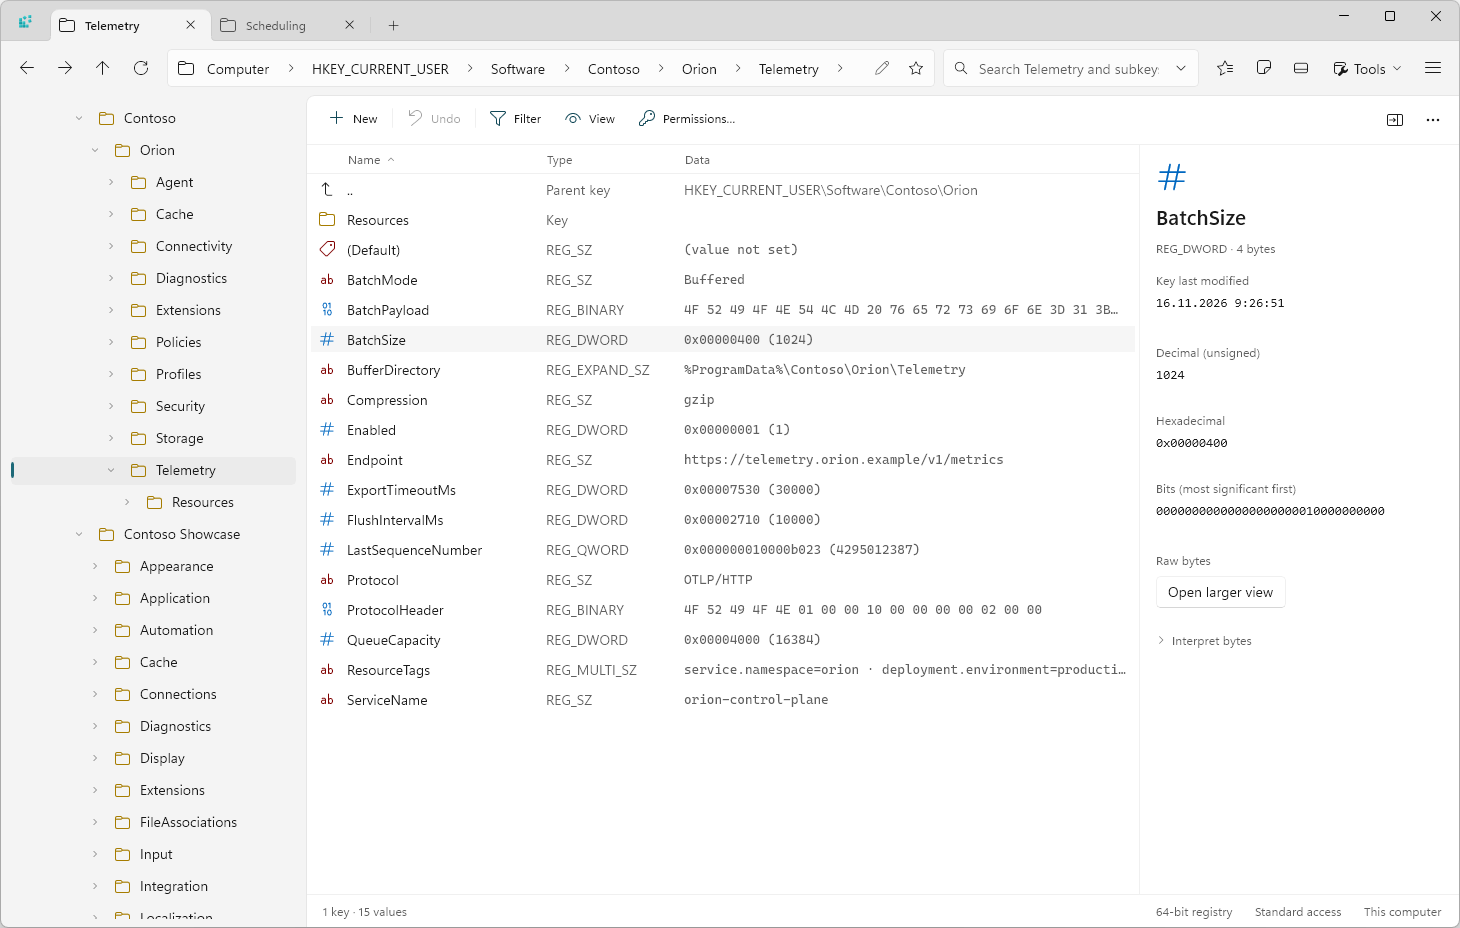 Telemetry
Scheduling
Computer > HKEY_CURRENT_USER > Software > Contoso > Orion > Telemetry >
Search Telemetry and subkey
Tools
Contoso
Orion
Agent
Cache
Connectivity
Diagnostics
Extensions
Policies
Profiles
Security
Storage
Telemetry
Resources
Contoso Showcase
Appearance
Application
Automation
Cache
Connections
Diagnostics
Display
Extensions
FileAssociations
Input
Integration
Localization
New Undo Filter View Permissions...
Name Type Data
.. Parent key HKEY_CURRENT_USER\Software\Contoso\Orion
Resources Key
(Default) REG_SZ (value not set)
ab BatchMode REG_SZ Buffered
BatchPayload REG_BINARY 4F 52 49 4F 4E 54 4C 4D 20 76 65 72 73 69 6F 6E 3D 31 3B…
# BatchSize REG_DWORD 0x00000400 (1024)
ab BufferDirectory REG_EXPAND_SZ %ProgramData%\Contoso\Orion\Telemetry
ab Compression REG_SZ gzip
# Enabled REG_DWORD 0x00000001 (1)
ab Endpoint REG_SZ https://telemetry.orion.example/v1/metrics
# ExportTimeoutMs REG_DWORD 0x00007530 (30000)
# FlushIntervalMs REG_DWORD 0x00002710 (10000)
# LastSequenceNumber REG_QWORD 0x000000010000b023 (4295012387)
ab Protocol REG_SZ OTLP/HTTP
ProtocolHeader REG_BINARY 4F 52 49 4F 4E 01 00 00 10 00 00 00 00 02 00 00
# QueueCapacity REG_DWORD 0x00004000 (16384)
ab ResourceTags REG_MULTI_SZ service.namespace=orion · deployment.environment=producti…
ab ServiceName REG_SZ orion-control-plane
#
BatchSize
REG_DWORD · 4 bytes
Key last modified
16.11.2026 9:26:51
Decimal (unsigned)
1024
Hexadecimal
0x00000400
Bits (most significant first)
00000000000000000000010000000000
Raw bytes
Open larger view
Interpret bytes
1 key · 15 values
64-bit registry Standard access This computer